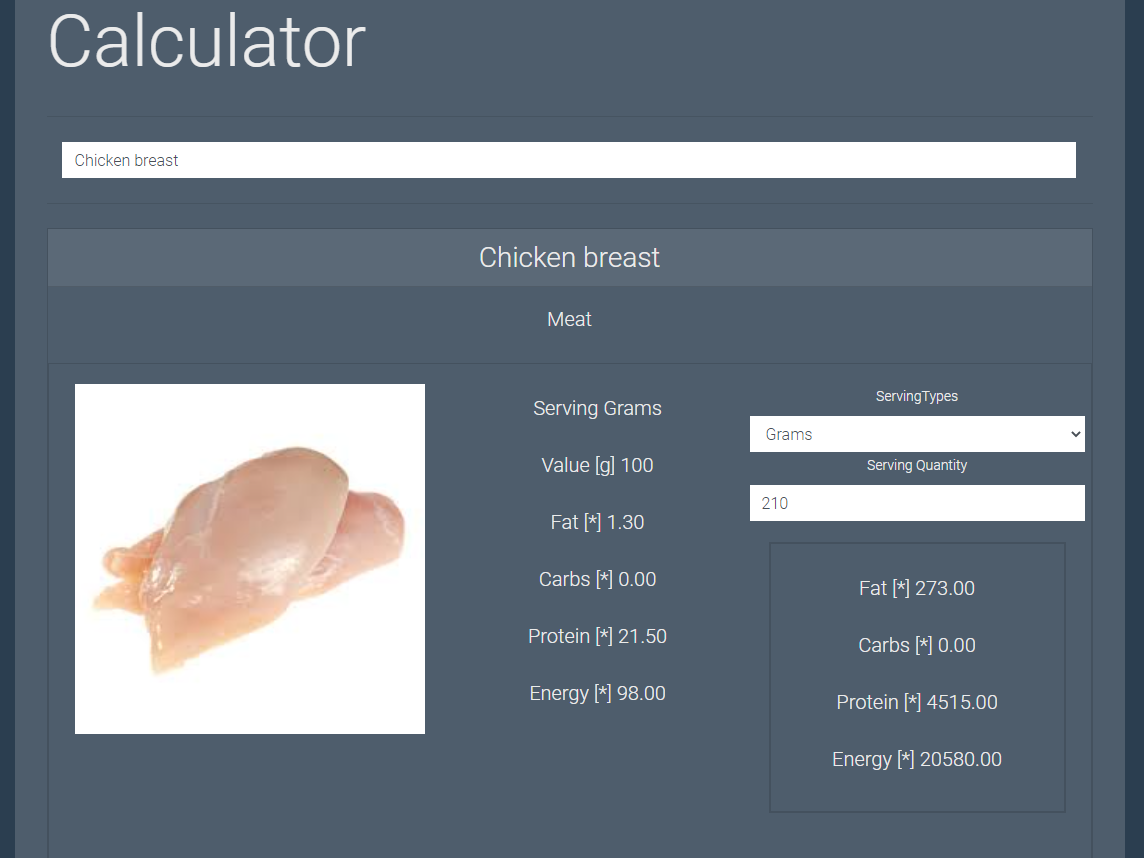 Calculator
Chicken breast
Chicken breast
Meat
Serving Grams
Value [g] 100
Fat [*] 1.30
Carbs [*] 0.00
Protein [*] 21.50
Energy [*] 98.00
ServingTypes
Grams
Serving Quantity
210
Fat [*] 273.00
Carbs [*] 0.00
Protein [*] 4515.00
Energy [*] 20580.00